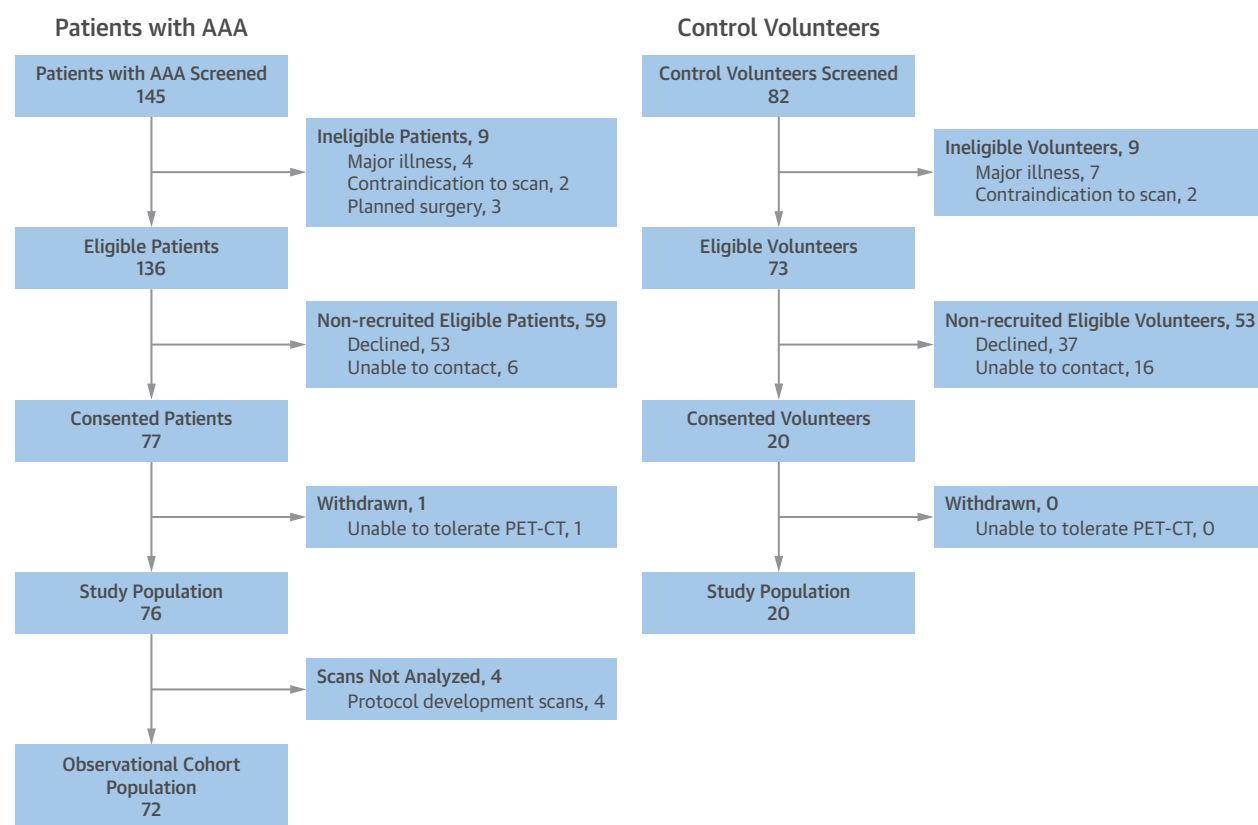 Patients with AAA
Patients with AAA Screened
145
Ineligible Patients, 9
Major illness, 4
Contraindication to scan, 2
Planned surgery, 3
Eligible Patients
136
Non-recruited Eligible Patients, 59
Declined, 53
Unable to contact, 6
Consented Patients
77
Withdrawn, 1
Unable to tolerate PET-CT, 1
Study Population
76
Scans Not Analyzed, 4
Protocol development scans, 4
Observational Cohort
Population
72
Control Volunteers
Control Volunteers Screened
82
Ineligible Volunteers, 9
Major illness, 7
Contraindication to scan, 2
Eligible Volunteers
73
Non-recruited Eligible Volunteers, 53
Declined, 37
Unable to contact, 16
Consented Volunteers
20
Withdrawn, 0
Unable to tolerate PET-CT, 0
Study Population
20